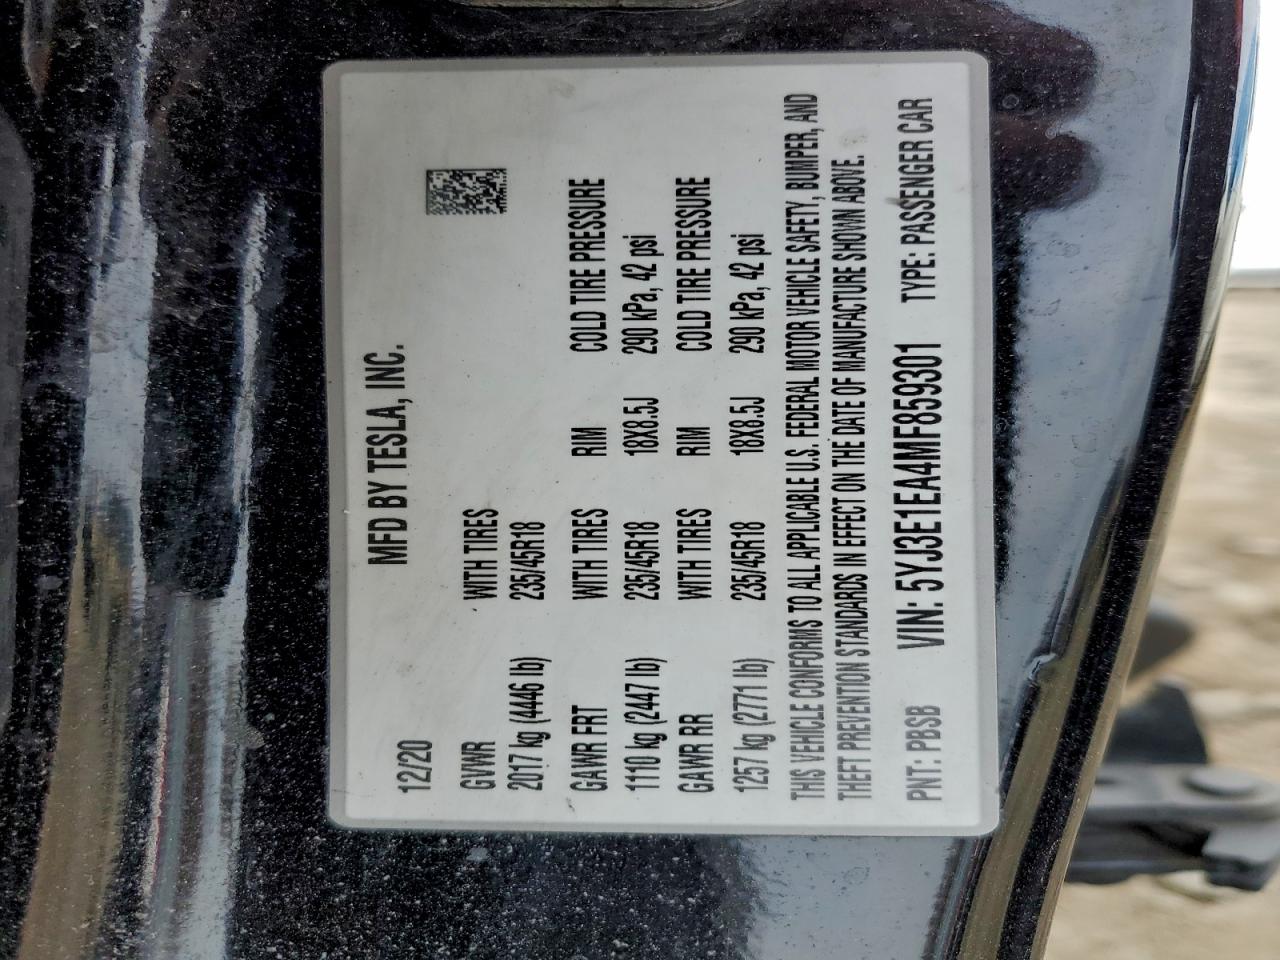 MFD BY TESLA, INC.
12/20
GVWR WITH TIRES
2017 kg (4446 lb) 235/45R18
GAWR FRT WITH TIRES RIM COLD TIRE PRESSURE
1110 kg (2447 lb) 235/45R18 18X8.5J 290 kPa, 42 psi
GAWR RR WITH TIRES RIM COLD TIRE PRESSURE
1257 kg (2771 lb) 235/45R18 18X8.5J 290 kPa, 42 psi
THIS VEHICLE CONFORMS TO ALL APPLICABLE U.S. FEDERAL MOTOR VEHICLE SAFETY, BUMPER, AND
THEFT PREVENTION STANDARDS IN EFFECT ON THE DATE OF MANUFACTURE SHOWN ABOVE.
PNT: PBSB VIN: 5YJ3E1EA4MF859301 TYPE: PASSENGER CAR